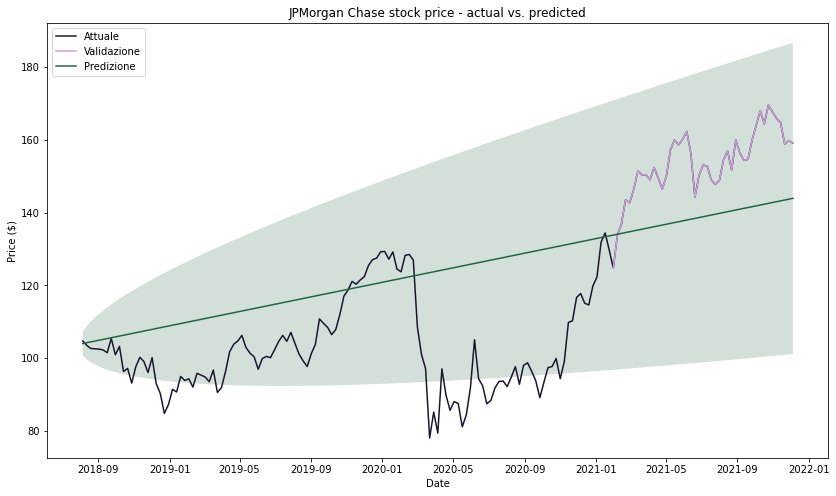 JPMorgan Chase stock price - actual vs. predicted
Attuale
Validazione
Predizione
Price ($)
180
160
140
120
100
80
2018-09
2019-01
2019-05
2019-09
2020-01
2020-05
2020-09
2021-01
2021-05
2021-09
2022-01
Date